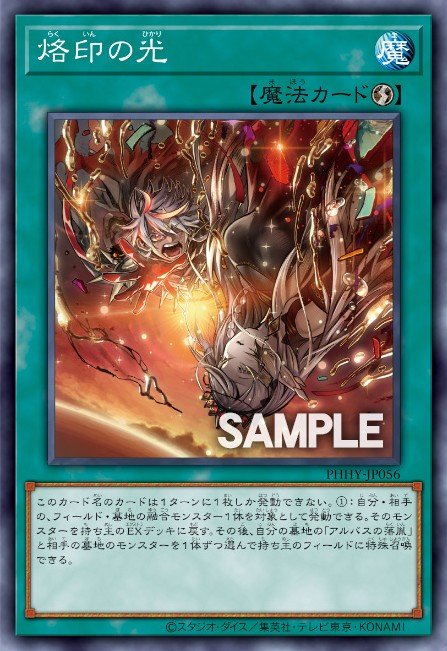 烙印の光
【魔法カード】
SAMPLE
PHHY-JP056
このカード名のカードは1ターンに1枚しか発動できない。①:自分・相手
の、フィールド・墓地の融合モンスター1体を対象として発動できる。そのモ
ンスターを持ち主のEXデッキに戻す。その後、自分の墓地の「アルバスの落胤」
と相手の墓地のモンスターを1体ずつ選んで持ち主のフィールドに特殊召喚
できる。
©スタジオ・ダイス/集英社・テレビ東京・KONAMI